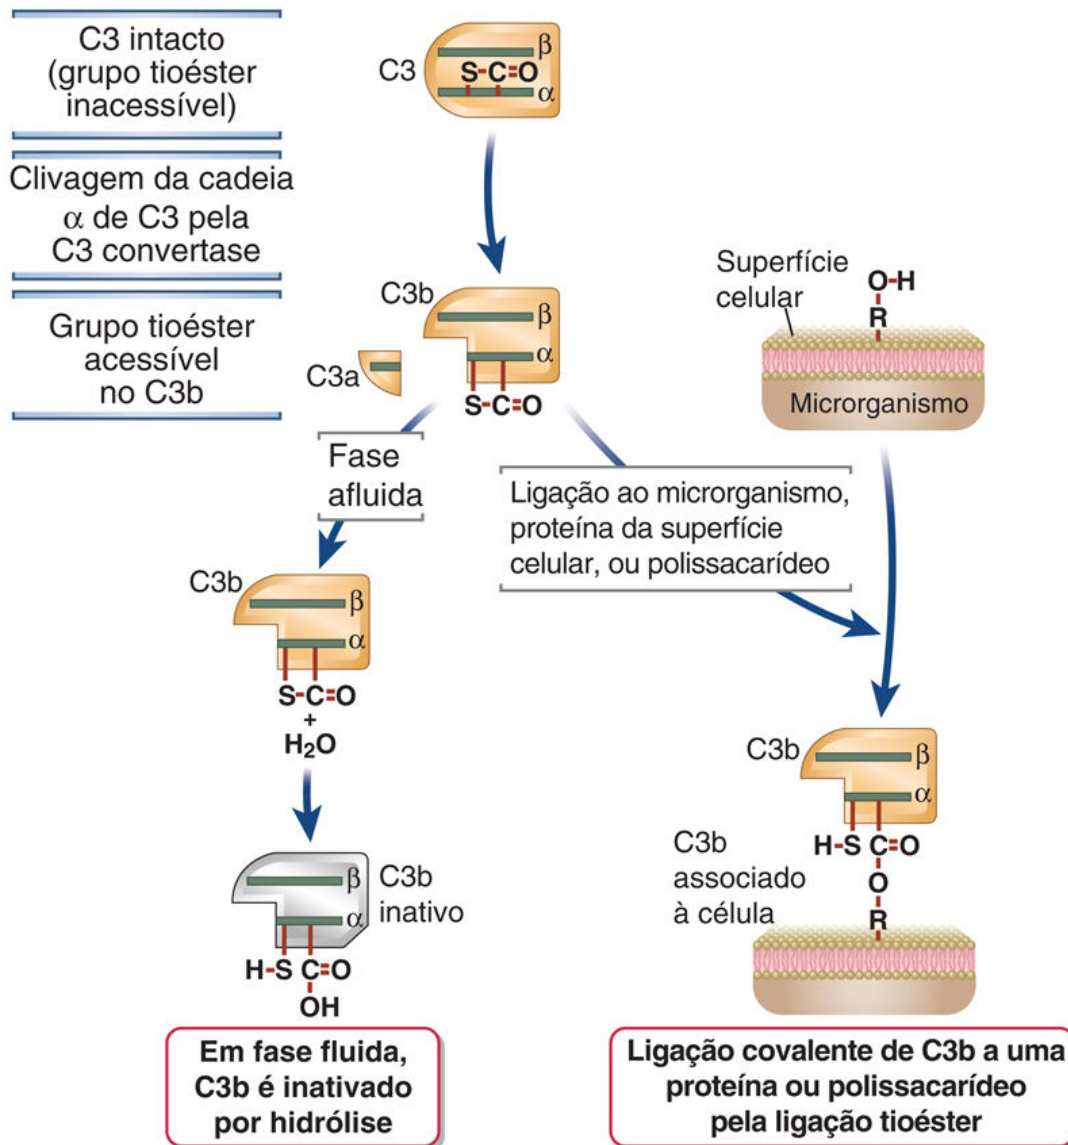 C3 intacto
(grupo tioéster
inacessível)
C3
β
S-C=O
α
Clivagem da cadeia
α de C3 pela
C3 convertase
Grupo tioéster
acessível
no C3b
C3b
β
α
C3a
S-C=O
Superfície
celular
O-H
R
Microrganismo
Fase
afluida
Ligação ao microrganismo,
proteína da superfície
celular, ou polissacarídeo
C3b
β
α
S-C=O
+
H₂O
C3b
β
α
H-S C=O
O
R
C3b
associado
à célula
β
α
C3b
inativo
H-S C=O
OH
Em fase fluida,
C3b é inativado
por hidrólise
Ligação covalente de C3b a uma
proteína ou polissacarídeo
pela ligação tioéster